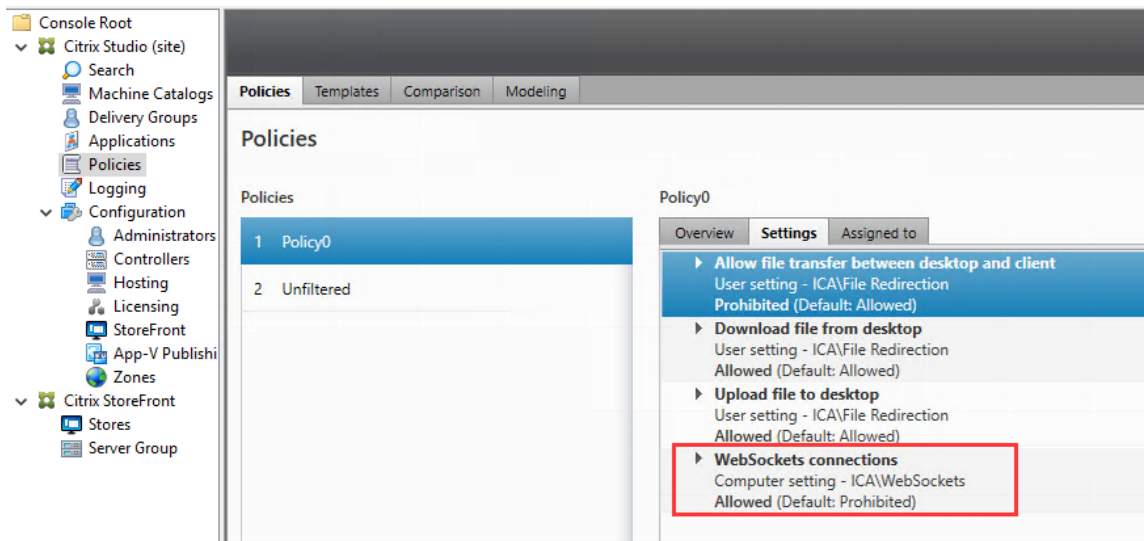 Console Root
Citrix Studio (site)
Search
Machine Catalogs
Delivery Groups
Applications
Policies
Logging
Configuration
Administrators
Controllers
Hosting
Licensing
StoreFront
App-V Publishi
Zones
Citrix StoreFront
Stores
Server Group
Policies Templates Comparison Modeling
Policies
Policies
1 Policy0
2 Unfiltered
Policy0
Overview Settings Assigned to
Allow file transfer between desktop and client
User setting - ICA\File Redirection
Prohibited (Default: Allowed)
Download file from desktop
User setting - ICA\File Redirection
Allowed (Default: Allowed)
Upload file to desktop
User setting - ICA\File Redirection
Allowed (Default: Allowed)
WebSockets connections
Computer setting - ICA\WebSockets
Allowed (Default: Prohibited)